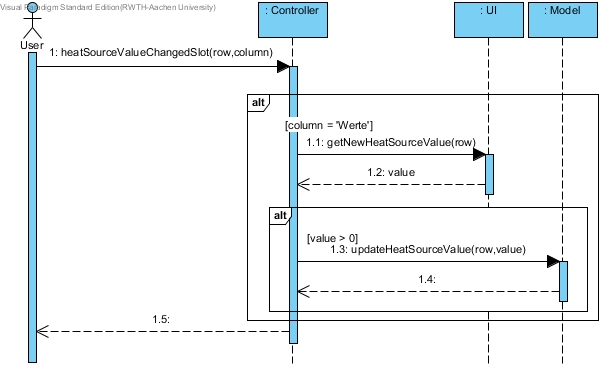 Visual Paradigm Standard Edition(RWTH-Aachen University)
: Controller
: UI
: Model
User
1: heatSourceValueChangedSlot(row,column)
alt
[column = 'Werte']
1.1: getNewHeatSourceValue(row)
1.2: value
alt
[value > 0]
1.3: updateHeatSourceValue(row,value)
1.4:
1.5: